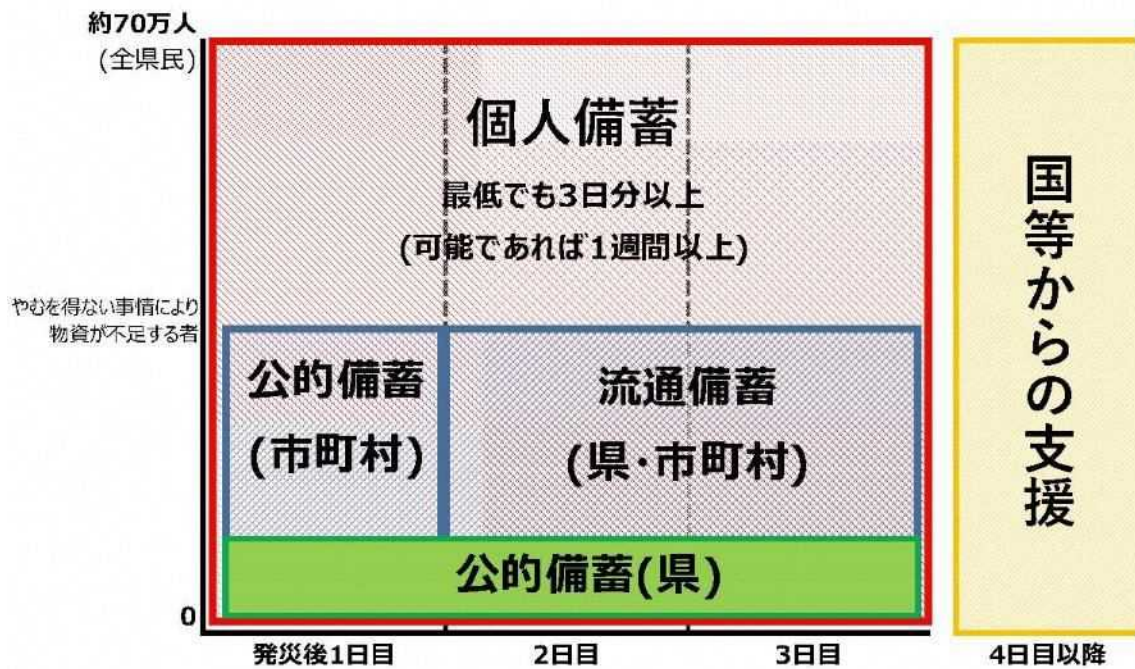 約70万人
(全県民)
個人備蓄
最低でも3日分以上
(可能であれば1週間以上)
やむを得ない事情により
物資が不足する者
公的備蓄
(市町村)
流通備蓄
(県・市町村)
公的備蓄(県)
国等からの支援
0
発災後1日目
2日目
3日目
4日目以降